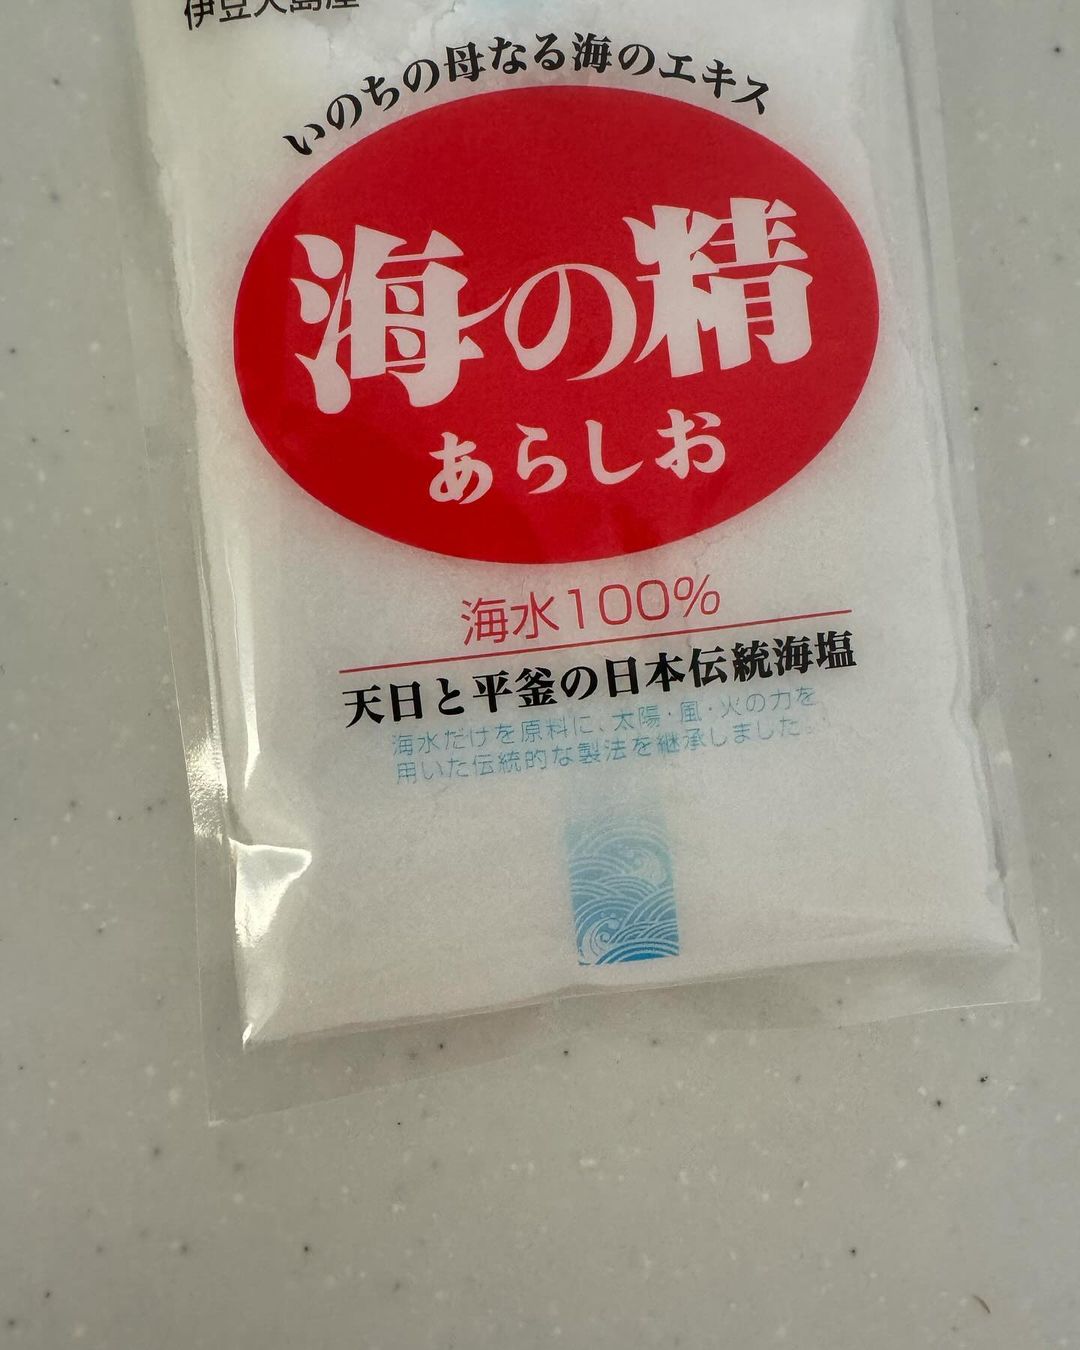 伊豆大島産
いのちの母なる海のエキス
海の精
あらしお
海水100%
天日と平釜の日本伝統海塩
海水だけを原料に、太陽・風・火の力を
用いた伝統的な製法を継承しました。